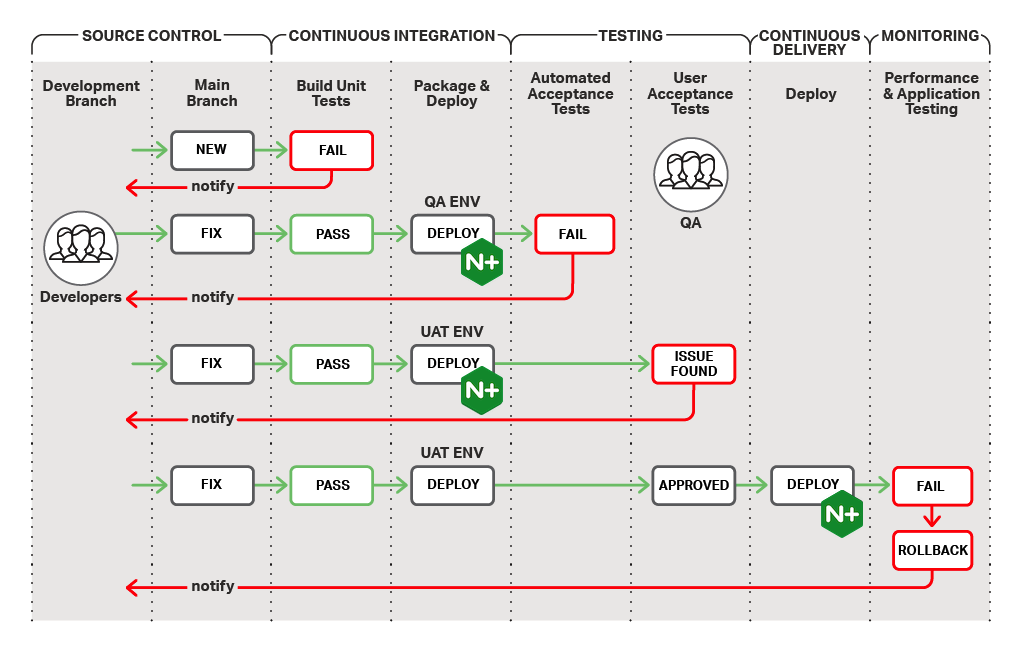 SOURCE CONTROL
CONTINUOUS INTEGRATION
TESTING
CONTINUOUS
DELIVERY
MONITORING
Development
Branch
Main
Branch
Build Unit
Tests
Package &
Deploy
Automated
Acceptance
Tests
User
Acceptance
Tests
Deploy
Performance
& Application
Testing
NEW
FAIL
notify
QA
QA ENV
FIX
PASS
DEPLOY
N+
FAIL
Developers
notify
UAT ENV
FIX
PASS
DEPLOY
N+
ISSUE
FOUND
notify
UAT ENV
FIX
PASS
DEPLOY
APPROVED
DEPLOY
N+
FAIL
ROLLBACK
notify